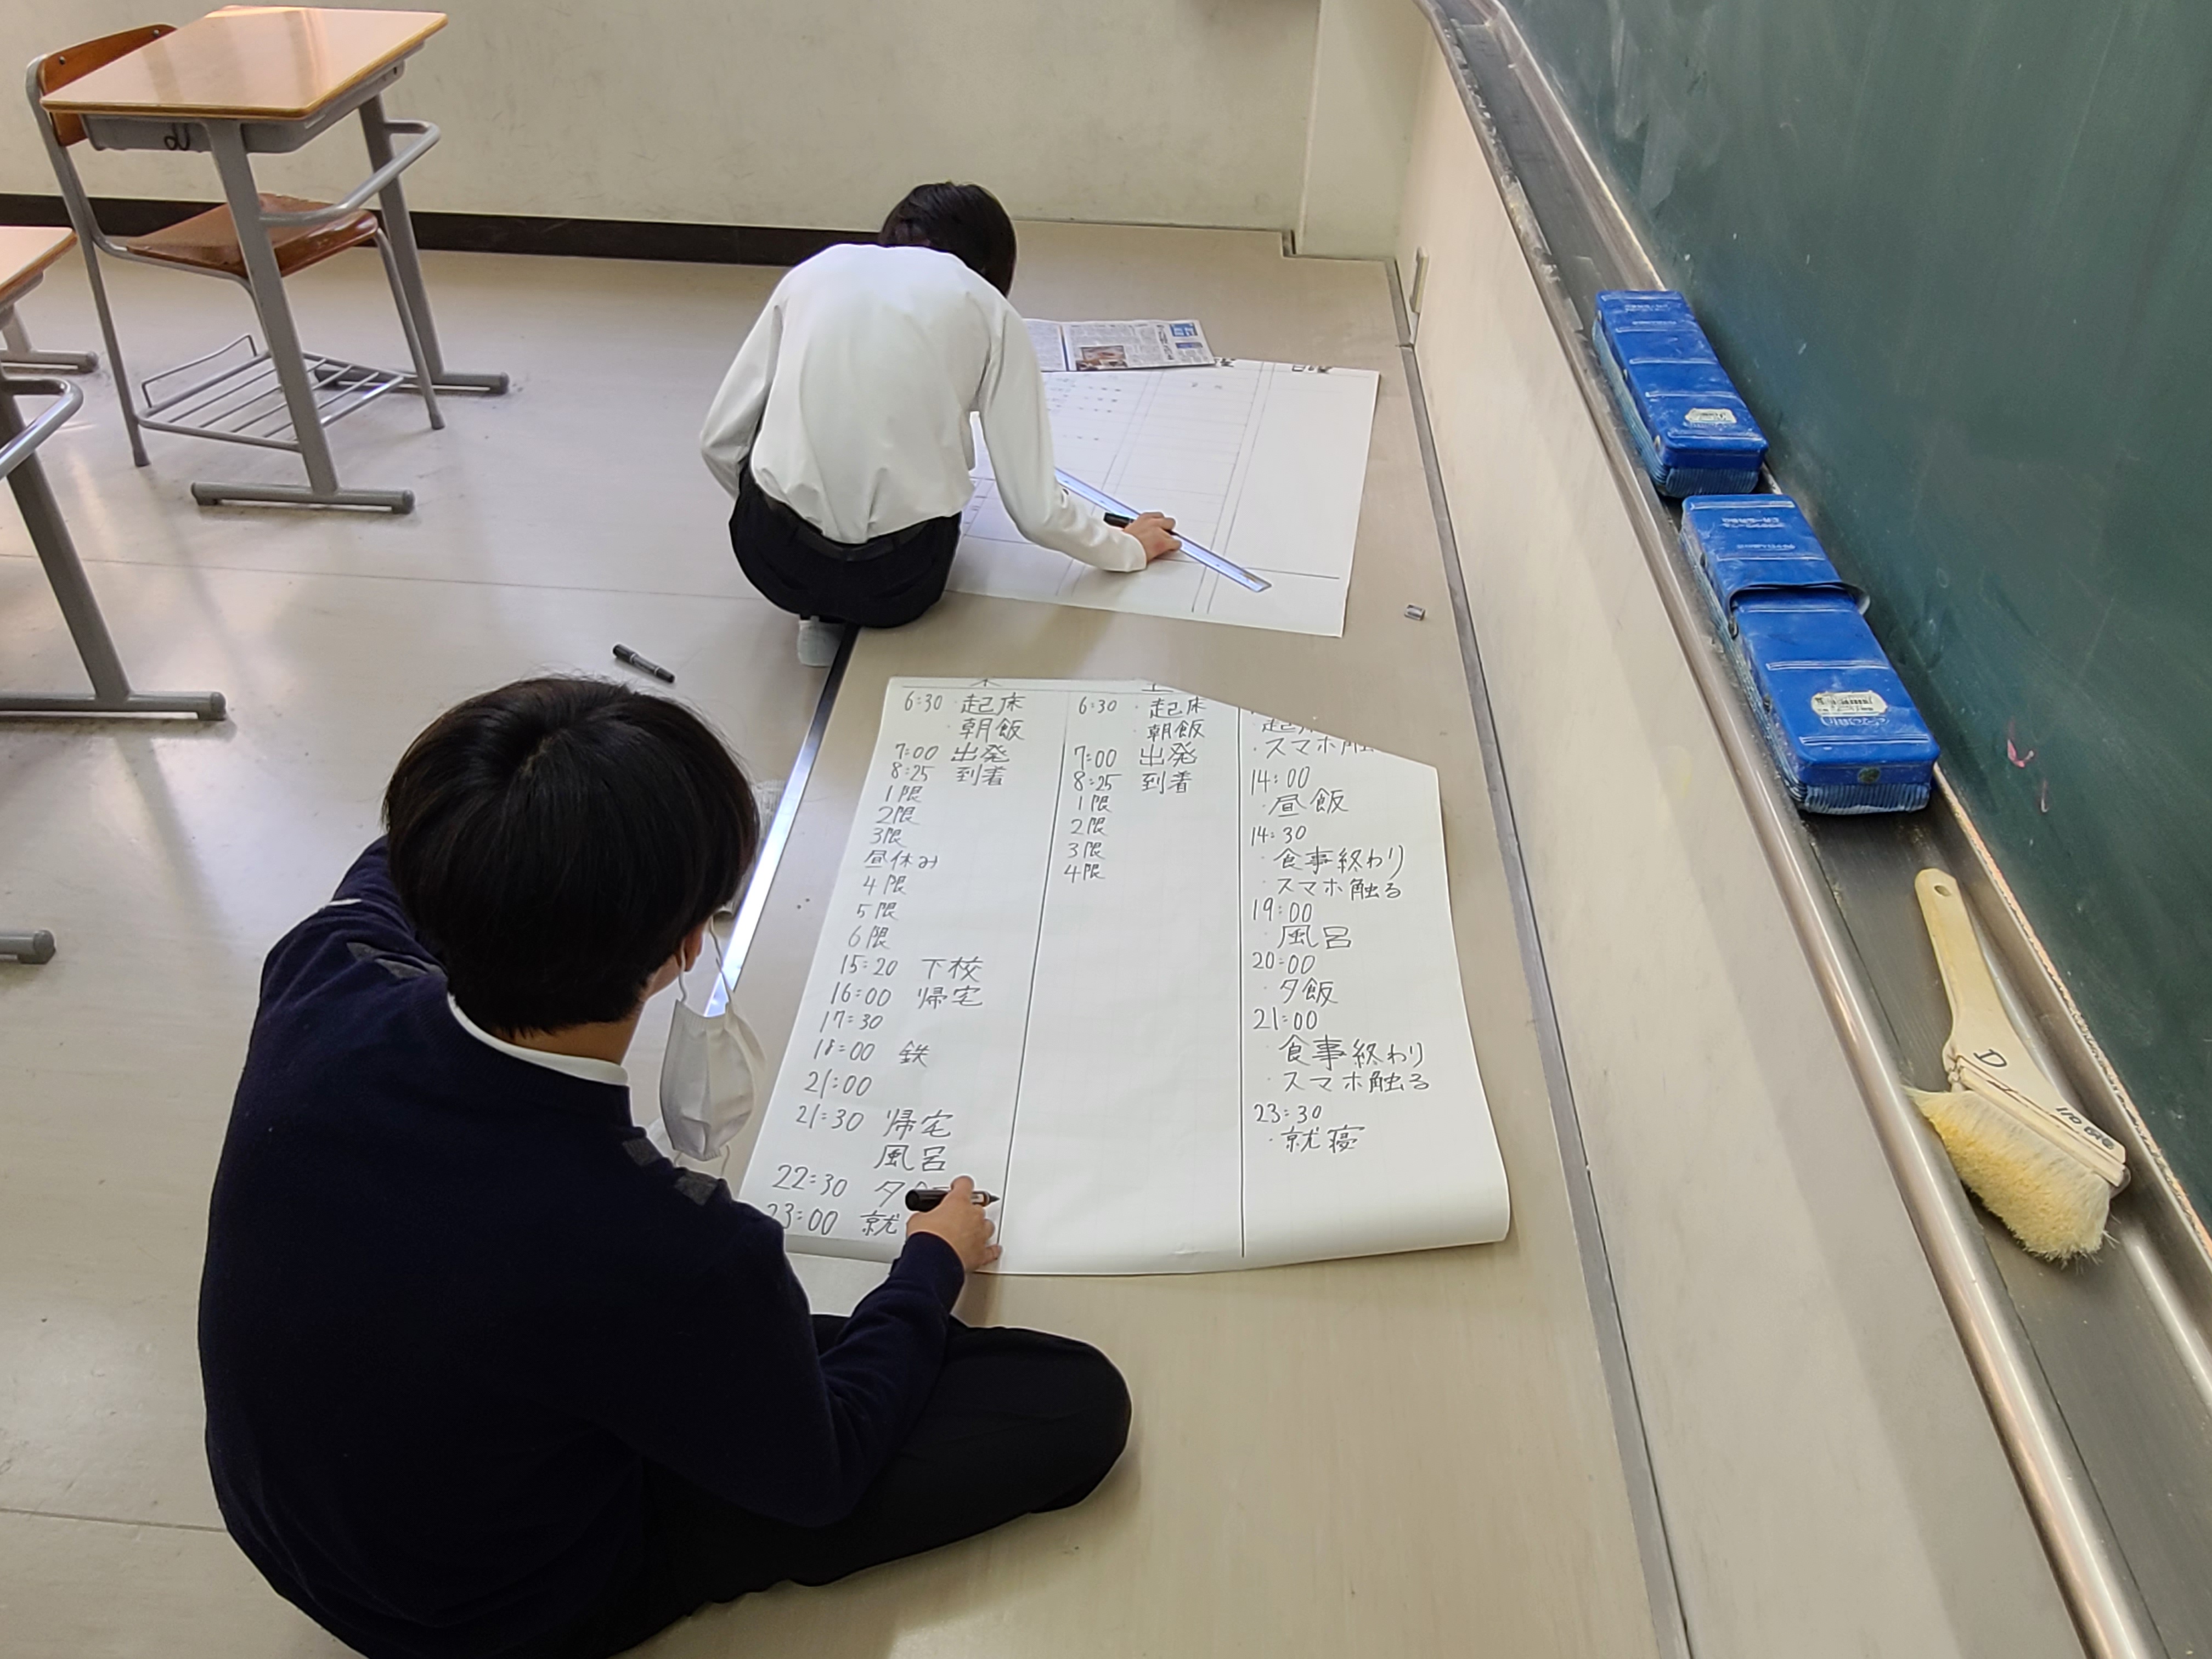 6:30 ・起床
・朝飯
7:00 出発
8:25 到着
1限
2限
3限
昼休み
4限
5限
6限
15:20 下校
16:00 帰宅
17:30
18:00 鉄
21:00
21:30 帰宅
風呂
22:30 夕
23:00 就
6:30 ・起床
・朝飯
7:00 出発
8:25 到着
1限
2限
3限
4限
・スマホ触
14:00
・昼飯
14:30
・食事終わり
・スマホ触る
19:00
・風呂
20:00
・夕飯
21:00
・食事終わり
・スマホ触る
23:30
・就寝